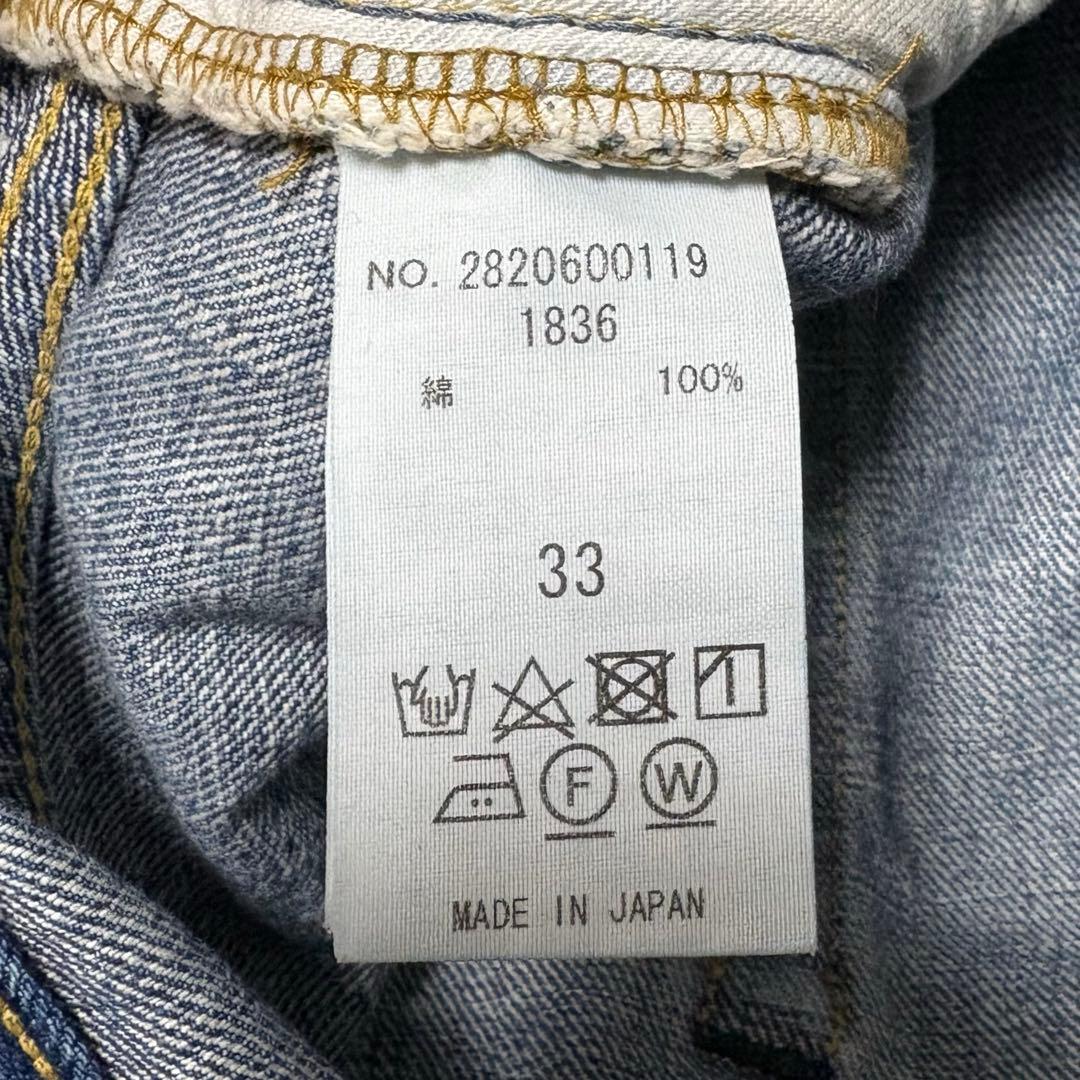 NO. 2820600119
1836
綿 100%
33
F W
MADE IN JAPAN